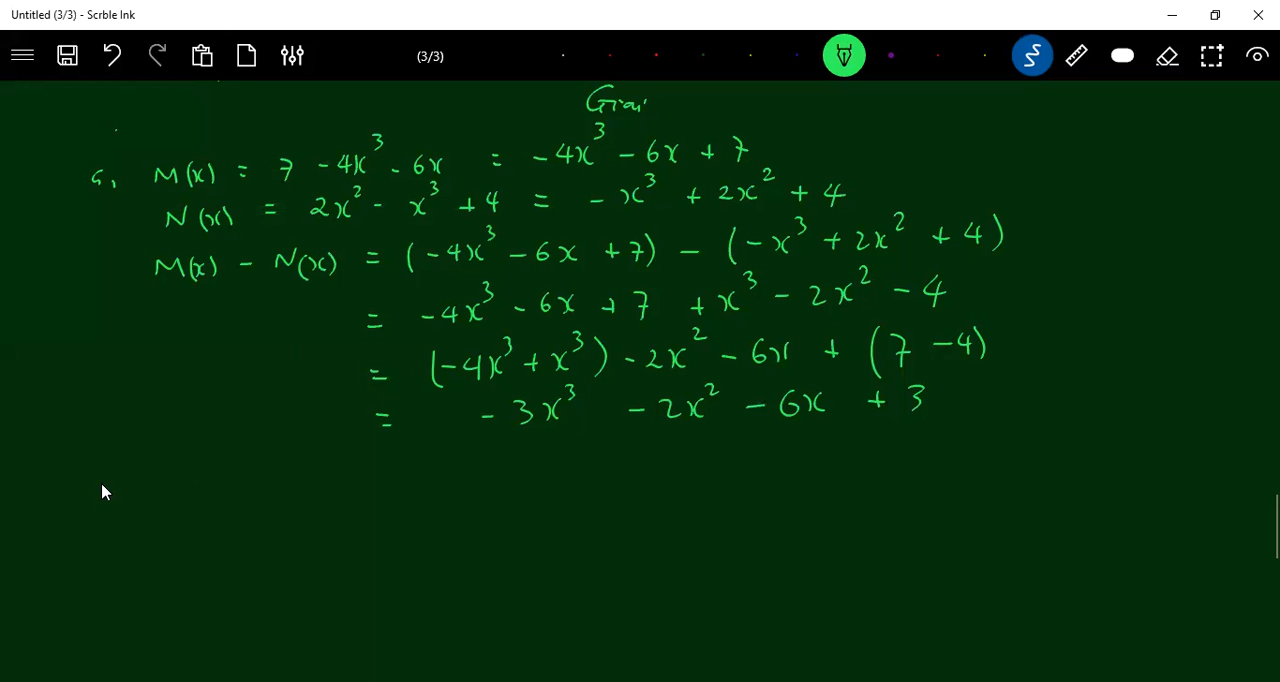 Untitled (3/3) - Scrble Ink
(3/3)
Giải
a, M(x) = 7 - 4x³ - 6x = - 4x³ - 6x + 7
N(x) = 2x² - x³ + 4 = - x³ + 2x² + 4
M(x) - N(x) = (- 4x³ - 6x + 7) - (- x³ + 2x² + 4)
= - 4x³ - 6x + 7 + x³ - 2x² - 4
= (- 4x³ + x³) - 2x² - 6x + (7 - 4)
= - 3x³ - 2x² - 6x + 3